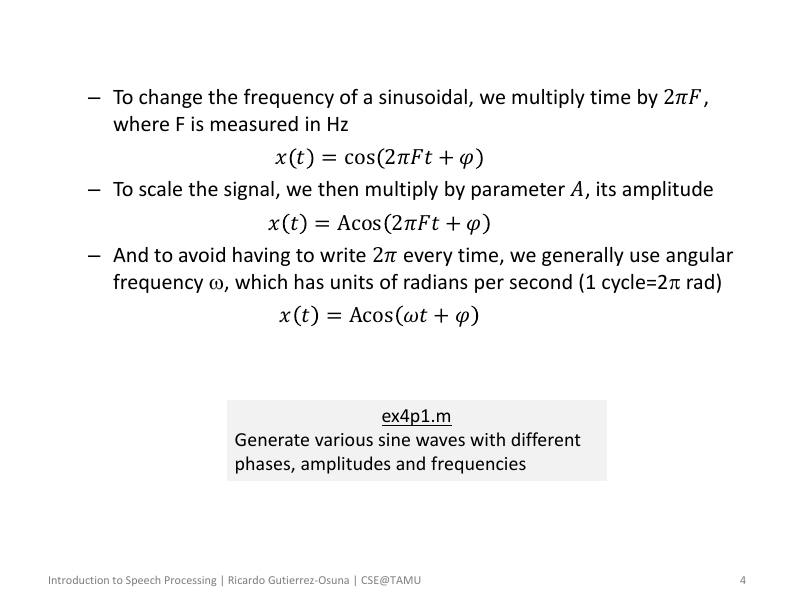 – To change the frequency of a sinusoidal, we multiply time by 2𝜋𝐹,
where F is measured in Hz
𝑥(𝑡) = cos(2𝜋𝐹𝑡 + 𝜑)
– To scale the signal, we then multiply by parameter 𝐴, its amplitude
𝑥(𝑡) = Acos(2𝜋𝐹𝑡 + 𝜑)
– And to avoid having to write 2𝜋 every time, we generally use angular
frequency ω, which has units of radians per second (1 cycle=2π rad)
𝑥(𝑡) = Acos(𝜔𝑡 + 𝜑)
ex4p1.m
Generate various sine waves with different
phases, amplitudes and frequencies
Introduction to Speech Processing | Ricardo Gutierrez-Osuna | CSE@TAMU 4